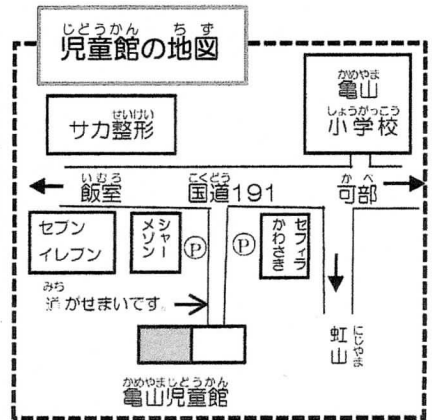 じどうかん ちず
児童館の地図
せいけい
サカ整形
かめやま
亀山
しょうがっこう
小学校
いむろ
飯室
こくどう
国道191
かべ
可部
セブン
イレブン
シャー
メゾン
Ⓟ
Ⓟ
セフィラ
かわさき
みち
道がせまいです。
にじやま
虹山
かめやまじどうかん
亀山児童館